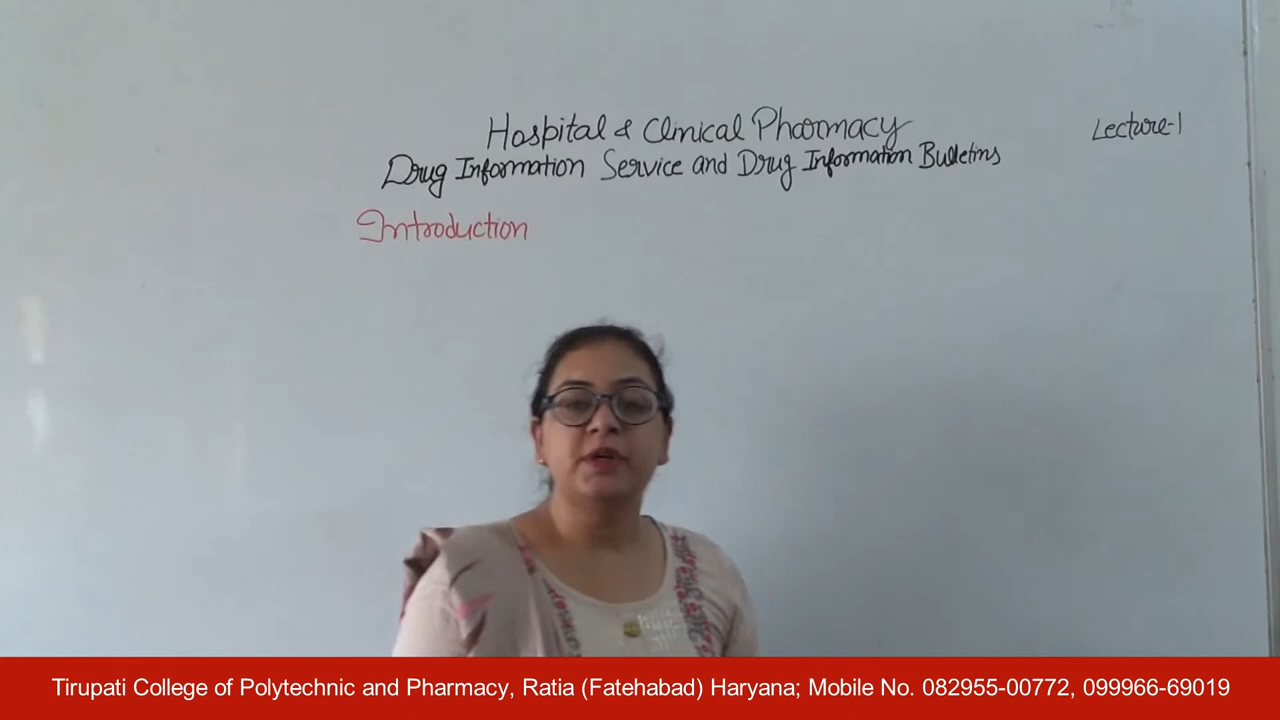 Hospital & Clinical Pharmacy
Lecture-1
Drug Information Service and Drug Information Bulletins
Introduction
Tirupati College of Polytechnic and Pharmacy, Ratia (Fatehabad) Haryana; Mobile No. 082955-00772, 099966-69019